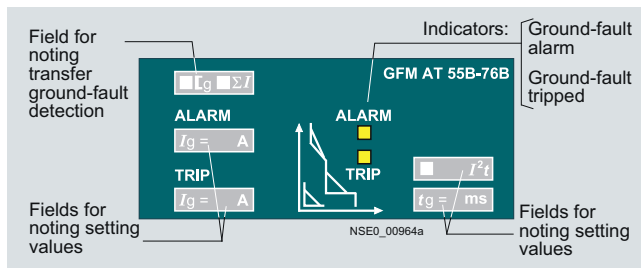 Field for
noting
transfer
ground-fault
detection
Indicators:
Ground-fault
alarm
Ground-fault
tripped
GFM AT 55B-76B
g ΣI
ALARM
Ig = A
TRIP
Ig = A
ALARM
TRIP
I²t
tg = ms
NSE0_00964a
Fields for
noting setting
values
Fields for
noting setting
values